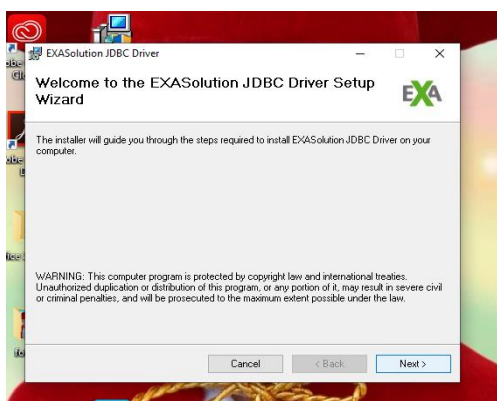 EXASolution JDBC Driver
Welcome to the EXASolution JDBC Driver Setup
Wizard
EXA
The installer will guide you through the steps required to install EXASolution JDBC Driver on your
computer.
WARNING: This computer program is protected by copyright law and international treaties.
Unauthorized duplication or distribution of this program, or any portion of it, may result in severe civil
or criminal penalties, and will be prosecuted to the maximum extent possible under the law.
Cancel
< Back
Next >